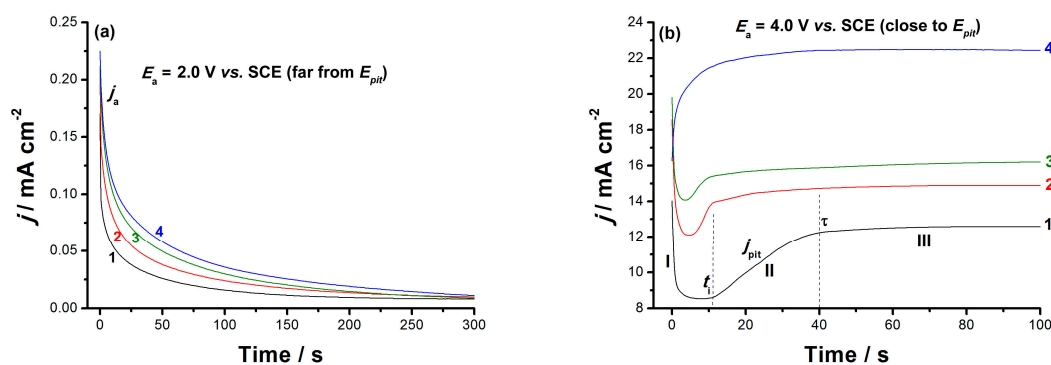 (a)
E_a = 2.0 V vs. SCE (far from E_pit)
j_a
0.25
0.20
0.15
0.10
0.05
0.00
1
2
3
4
0
50
100
150
200
250
300
j / mA cm⁻²
Time / s
(b)
E_a = 4.0 V vs. SCE (close to E_pit)
24
22
20
18
16
14
12
10
8
4
3
2
1
I
t_i
j_pit
II
τ
III
0
20
40
60
80
100
j / mA cm⁻²
Time / s